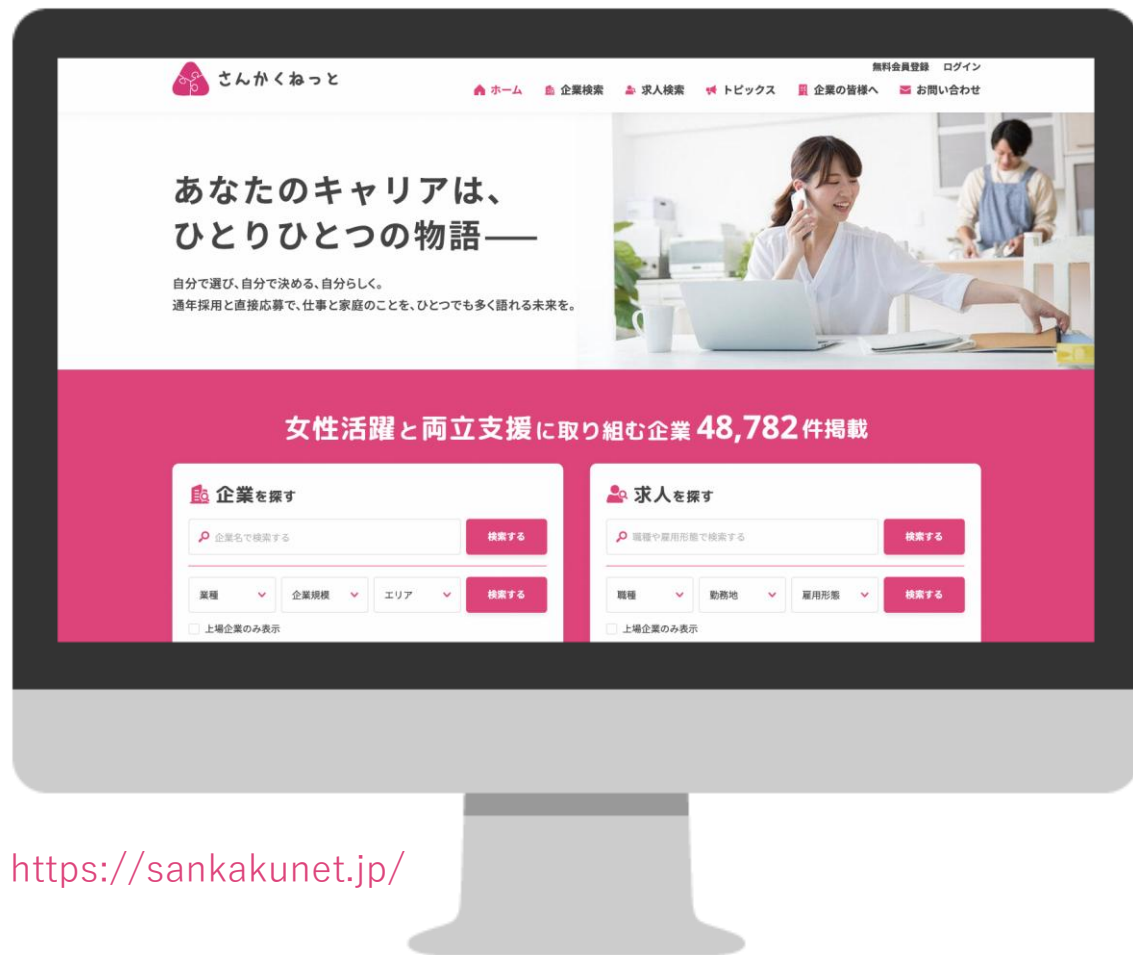 さんかくねっと
無料会員登録 ログイン
ホーム 企業検索 求人検索 トピックス 企業の皆様へ お問い合わせ
あなたのキャリアは、
ひとりひとつの物語──
自分で選び、自分で決める、自分らしく。
通年採用と直接応募で、仕事と家庭のことを、ひとつでも多く語れる未来を。
女性活躍と両立支援に取り組む企業 48,782件掲載
企業を探す
企業名で検索する 検索する
業種 企業規模 エリア 検索する
上場企業のみ表示
求人を探す
職種や雇用形態で検索する 検索する
職種 勤務地 雇用形態 検索する
上場企業のみ表示
https://sankakunet.jp/